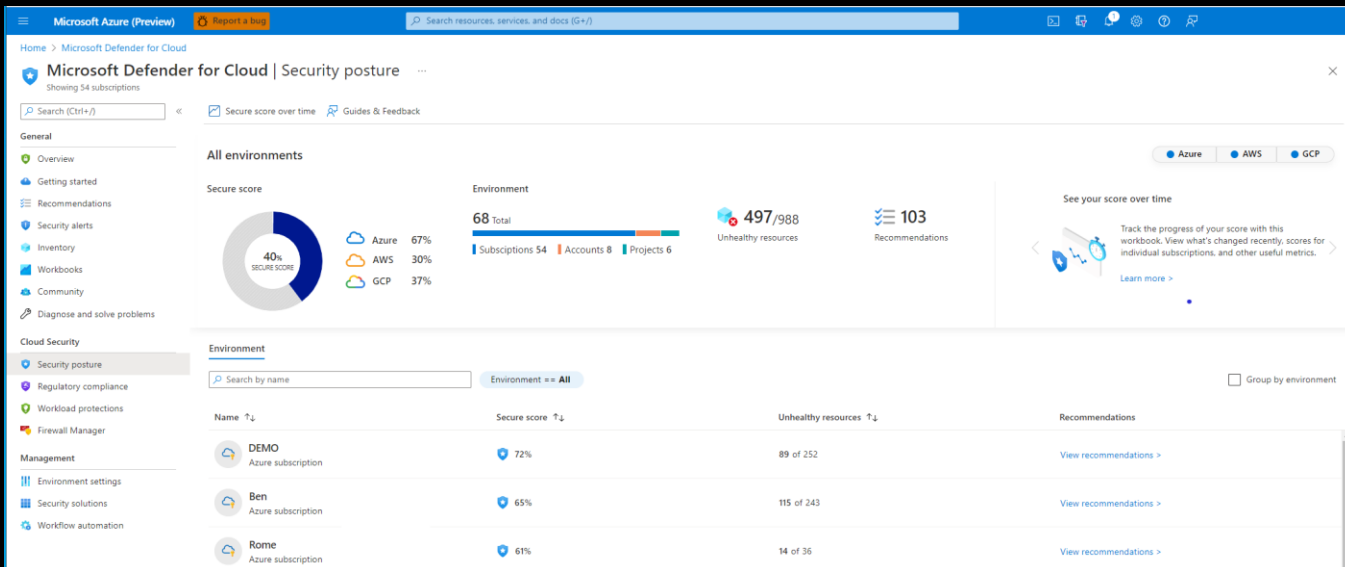 Microsoft Azure (Preview)
Report a bug
Search resources, services, and docs (G+/)
1
Home > Microsoft Defender for Cloud
Microsoft Defender for Cloud | Security posture ...
Showing 54 subscriptions
Search (Ctrl+/)
«
Secure score over time
Guides & Feedback
General
Overview
Getting started
Recommendations
Security alerts
Inventory
Workbooks
Community
Diagnose and solve problems
Cloud Security
Security posture
Regulatory compliance
Workload protections
Firewall Manager
Management
Environment settings
Security solutions
Workflow automation
All environments
Azure
AWS
GCP
Secure score
40%
SECURE SCORE
Azure 67%
AWS 30%
GCP 37%
Environment
68 Total
Subsciptions 54
Accounts 8
Projects 6
497/988
Unhealthy resources
103
Recommendations
See your score over time
Track the progress of your score with this
workbook. View what's changed recently, scores for
individual subscriptions, and other useful metrics.
Learn more >
Environment
Search by name
Environment == All
Group by environment
Name ↑↓ Secure score ↑↓ Unhealthy resources ↑↓ Recommendations
DEMO
Azure subscription
72%
89 of 252
View recommendations >
Ben
Azure subscription
65%
115 of 243
View recommendations >
Rome
Azure subscription
61%
14 of 36
View recommendations >